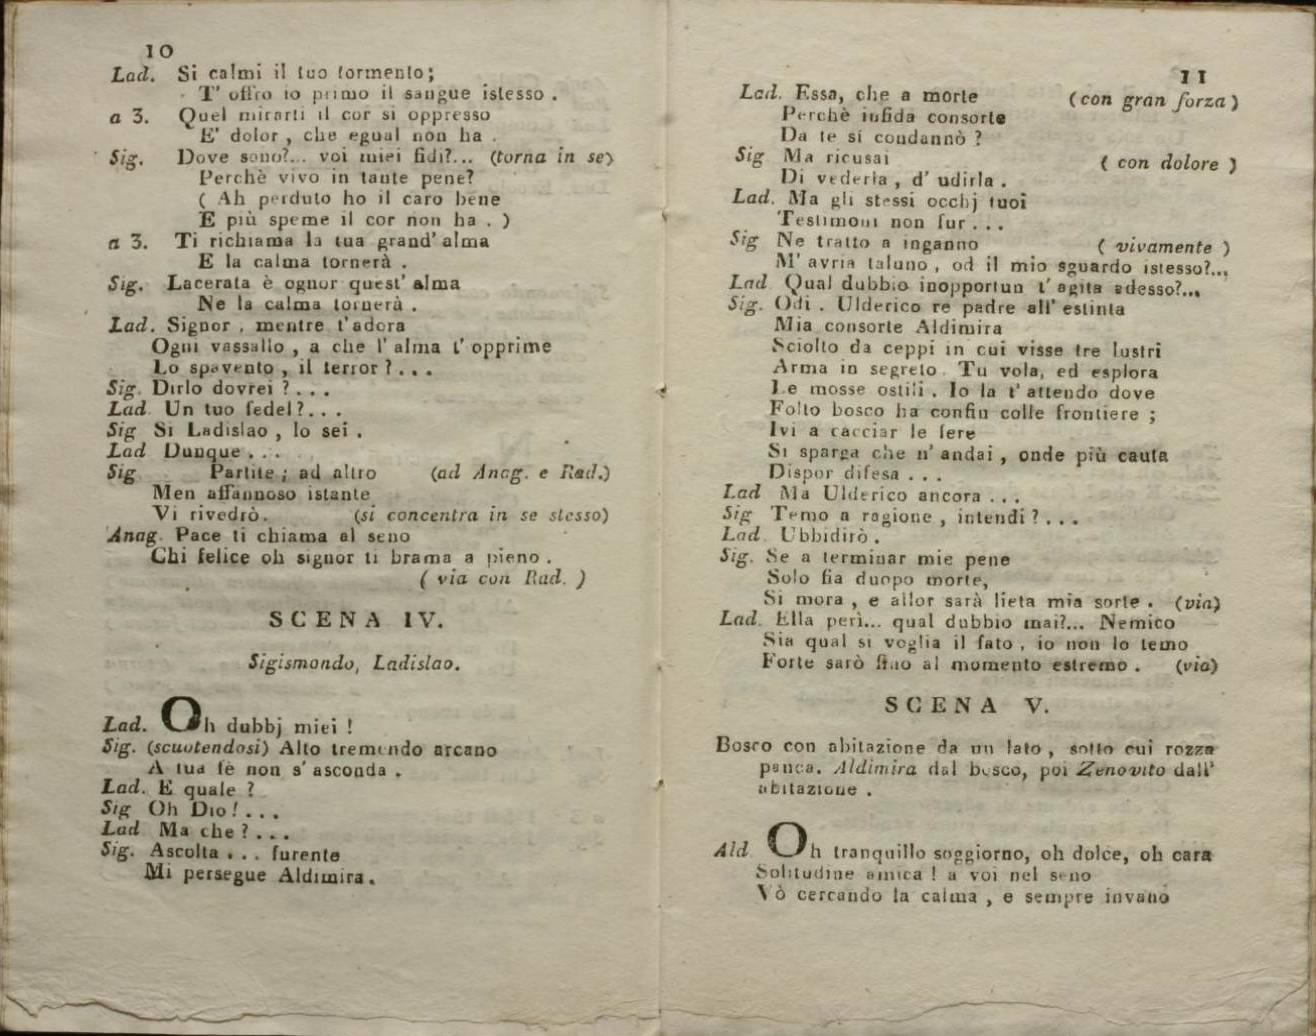 10
Lad. Si calmi il tuo tormento;
T' offro io primo il sangue istesso .
a 3. Quel mirarti il cor si oppresso
E' dolor , che egual non ha .
Sig. Dove sono?... voi miei fidi?... (torna in se)
Perchè vivo in tante pene?
( Ah perduto ho il caro bene
E più speme il cor non ha . )
a 3. Ti richiama la tua grand' alma
E la calma tornerà .
Sig. Lacerata è ognor quest' alma
Ne la calma tornerà .
Lad. Signor , mentre t'adora
Ogni vassallo , a che l' alma t' opprime
Lo spavento , il terror ? . . .
Sig. Dirlo dovrei ? . . .
Lad. Un tuo fedel ? . . .
Sig Si Ladislao , lo sei .
Lad Dunque . . .
Sig Partite ; ad altro (ad Anag. e Rad.)
Men affannoso istante
Vi rivedrò. (si concentra in se stesso)
Anag. Pace ti chiama al seno
Chi felice oh signor ti brama a pieno .
( via con Rad. )
SCENA IV.
Sigismondo, Ladislao.
Lad. Oh dubbj miei !
Sig. (scuotendosi) Alto tremendo arcano
A tua fè non s' asconda .
Lad. E quale ?
Sig Oh Dio! . . .
Lad Ma che ? . . .
Sig. Ascolta . . . furente
Mi persegue Aldimira .
11
Lad. Essa, che a morte (con gran forza)
Perchè infida consorte
Da te si condannò ?
Sig Ma ricusai ( con dolore )
Di vederla , d' udirla .
Lad. Ma gli stessi occhj tuoi
Testimoni non fur . . .
Sig Ne tratto a inganno ( vivamente )
M' avria taluno , od il mio sguardo istesso?...
Lad. Qual dubbio inopportun t' agita adesso?...
Sig. Odi . Ulderico re padre all' estinta
Mia consorte Aldimira
Sciolto da ceppi in cui visse tre lustri
Arma in segreto. Tu vola, ed esplora
Le mosse ostili . Io la t' attendo dove
Folto bosco ha confin colle frontiere ;
Ivi a cacciar le fere
Si sparga che n' andai , onde più cauta
Dispor difesa . . .
Lad Ma Ulderico ancora . . .
Sig Temo a ragione , intendi ? . . .
Lad. Ubbidirò .
Sig. Se a terminar mie pene
Solo fia duopo morte,
Si mora , e allor sarà lieta mia sorte . (via)
Lad. Ella perì... qual dubbio mai?... Nemico
Sia qual si voglia il fato , io non lo temo
Forte sarò fino al momento estremo . (via)
SCENA V.
Bosco con abitazione da un lato , sotto cui rozza
panca. Aldimira dal bosco, poi Zenovito dall'
abitazione .
Ald Oh tranquillo soggiorno, oh dolce, oh cara
Solitudine amica ! a voi nel seno
Vò cercando la calma , e sempre invano